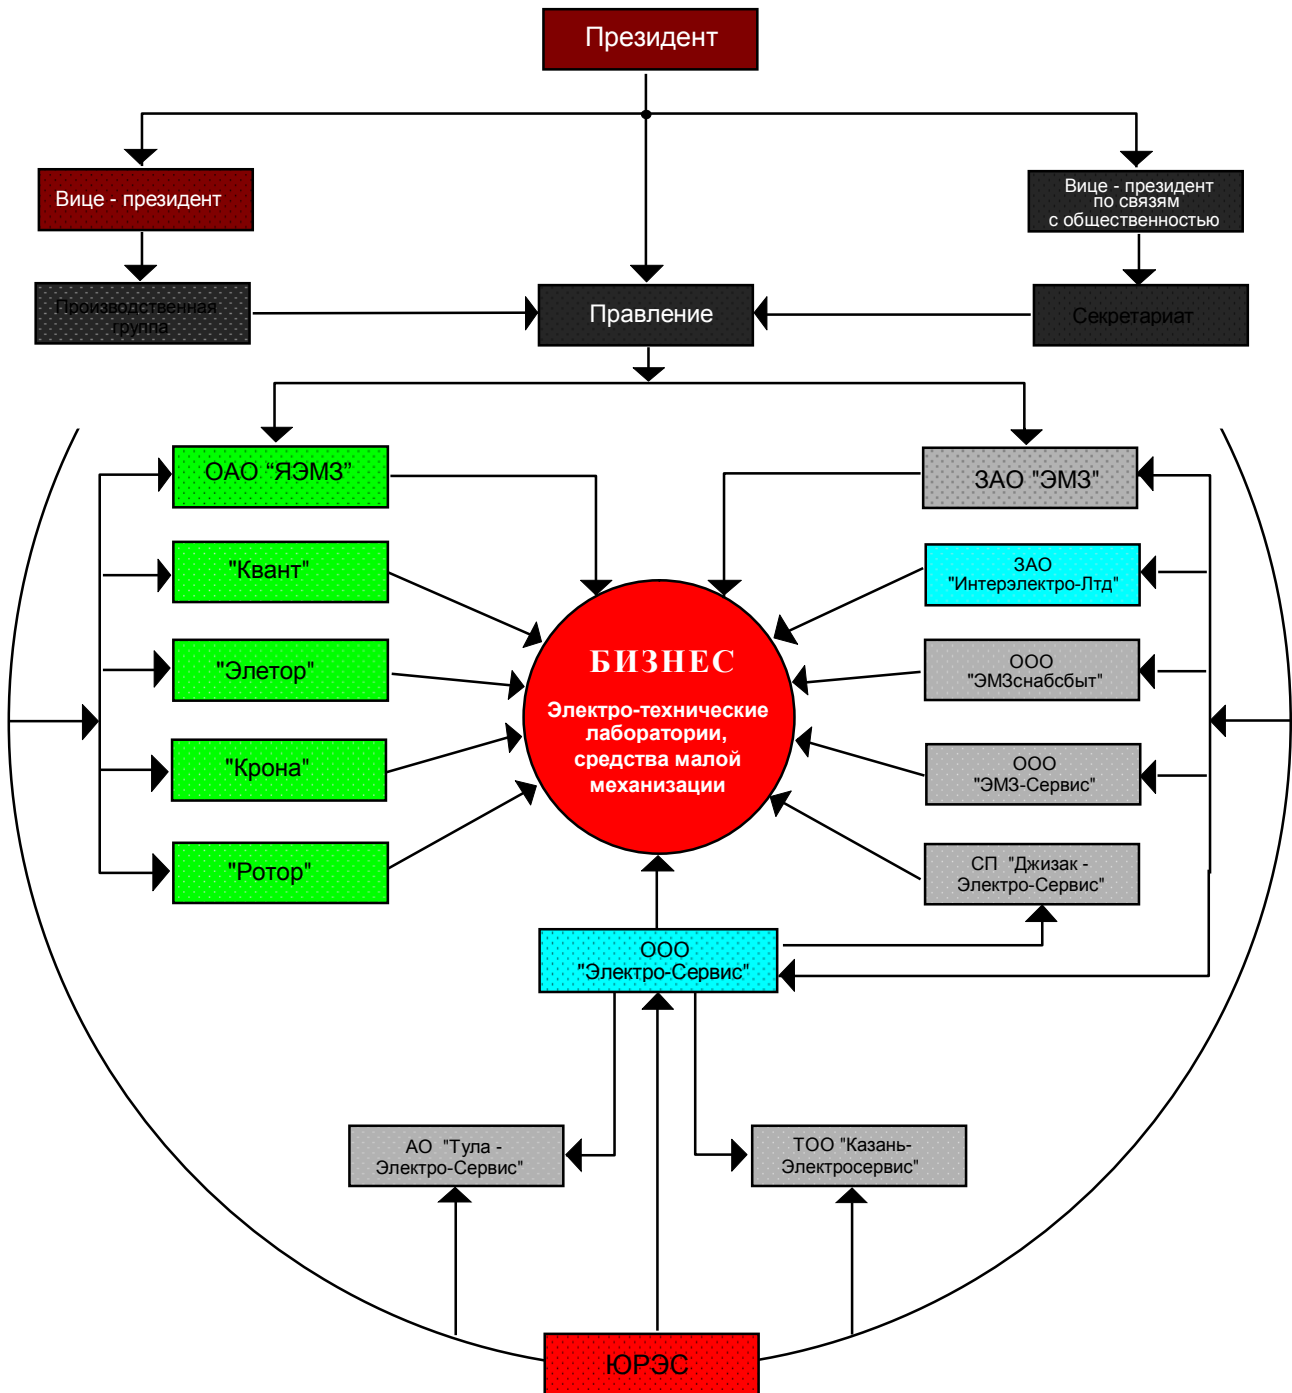 Президент
Вице - президент
Вице - президент
по связям
с общественностью
Производственная
группа
Правление
Секретариат
ОАО “ЯЭМЗ”
ЗАО "ЭМЗ"
"Квант"
ЗАО
"Интерэлектро-Лтд"
"Элетор"
ООО
"ЭМЗснабсбыт"
БИЗНЕС
Электро-технические
лаборатории,
средства малой
механизации
"Крона"
ООО
"ЭМЗ-Сервис"
"Ротор"
СП "Джизак -
Электро-Сервис"
ООО
"Электро-Сервис"
АО "Тула -
Электро-Сервис"
ТОО "Казань-
Электросервис"
ЮРЭС